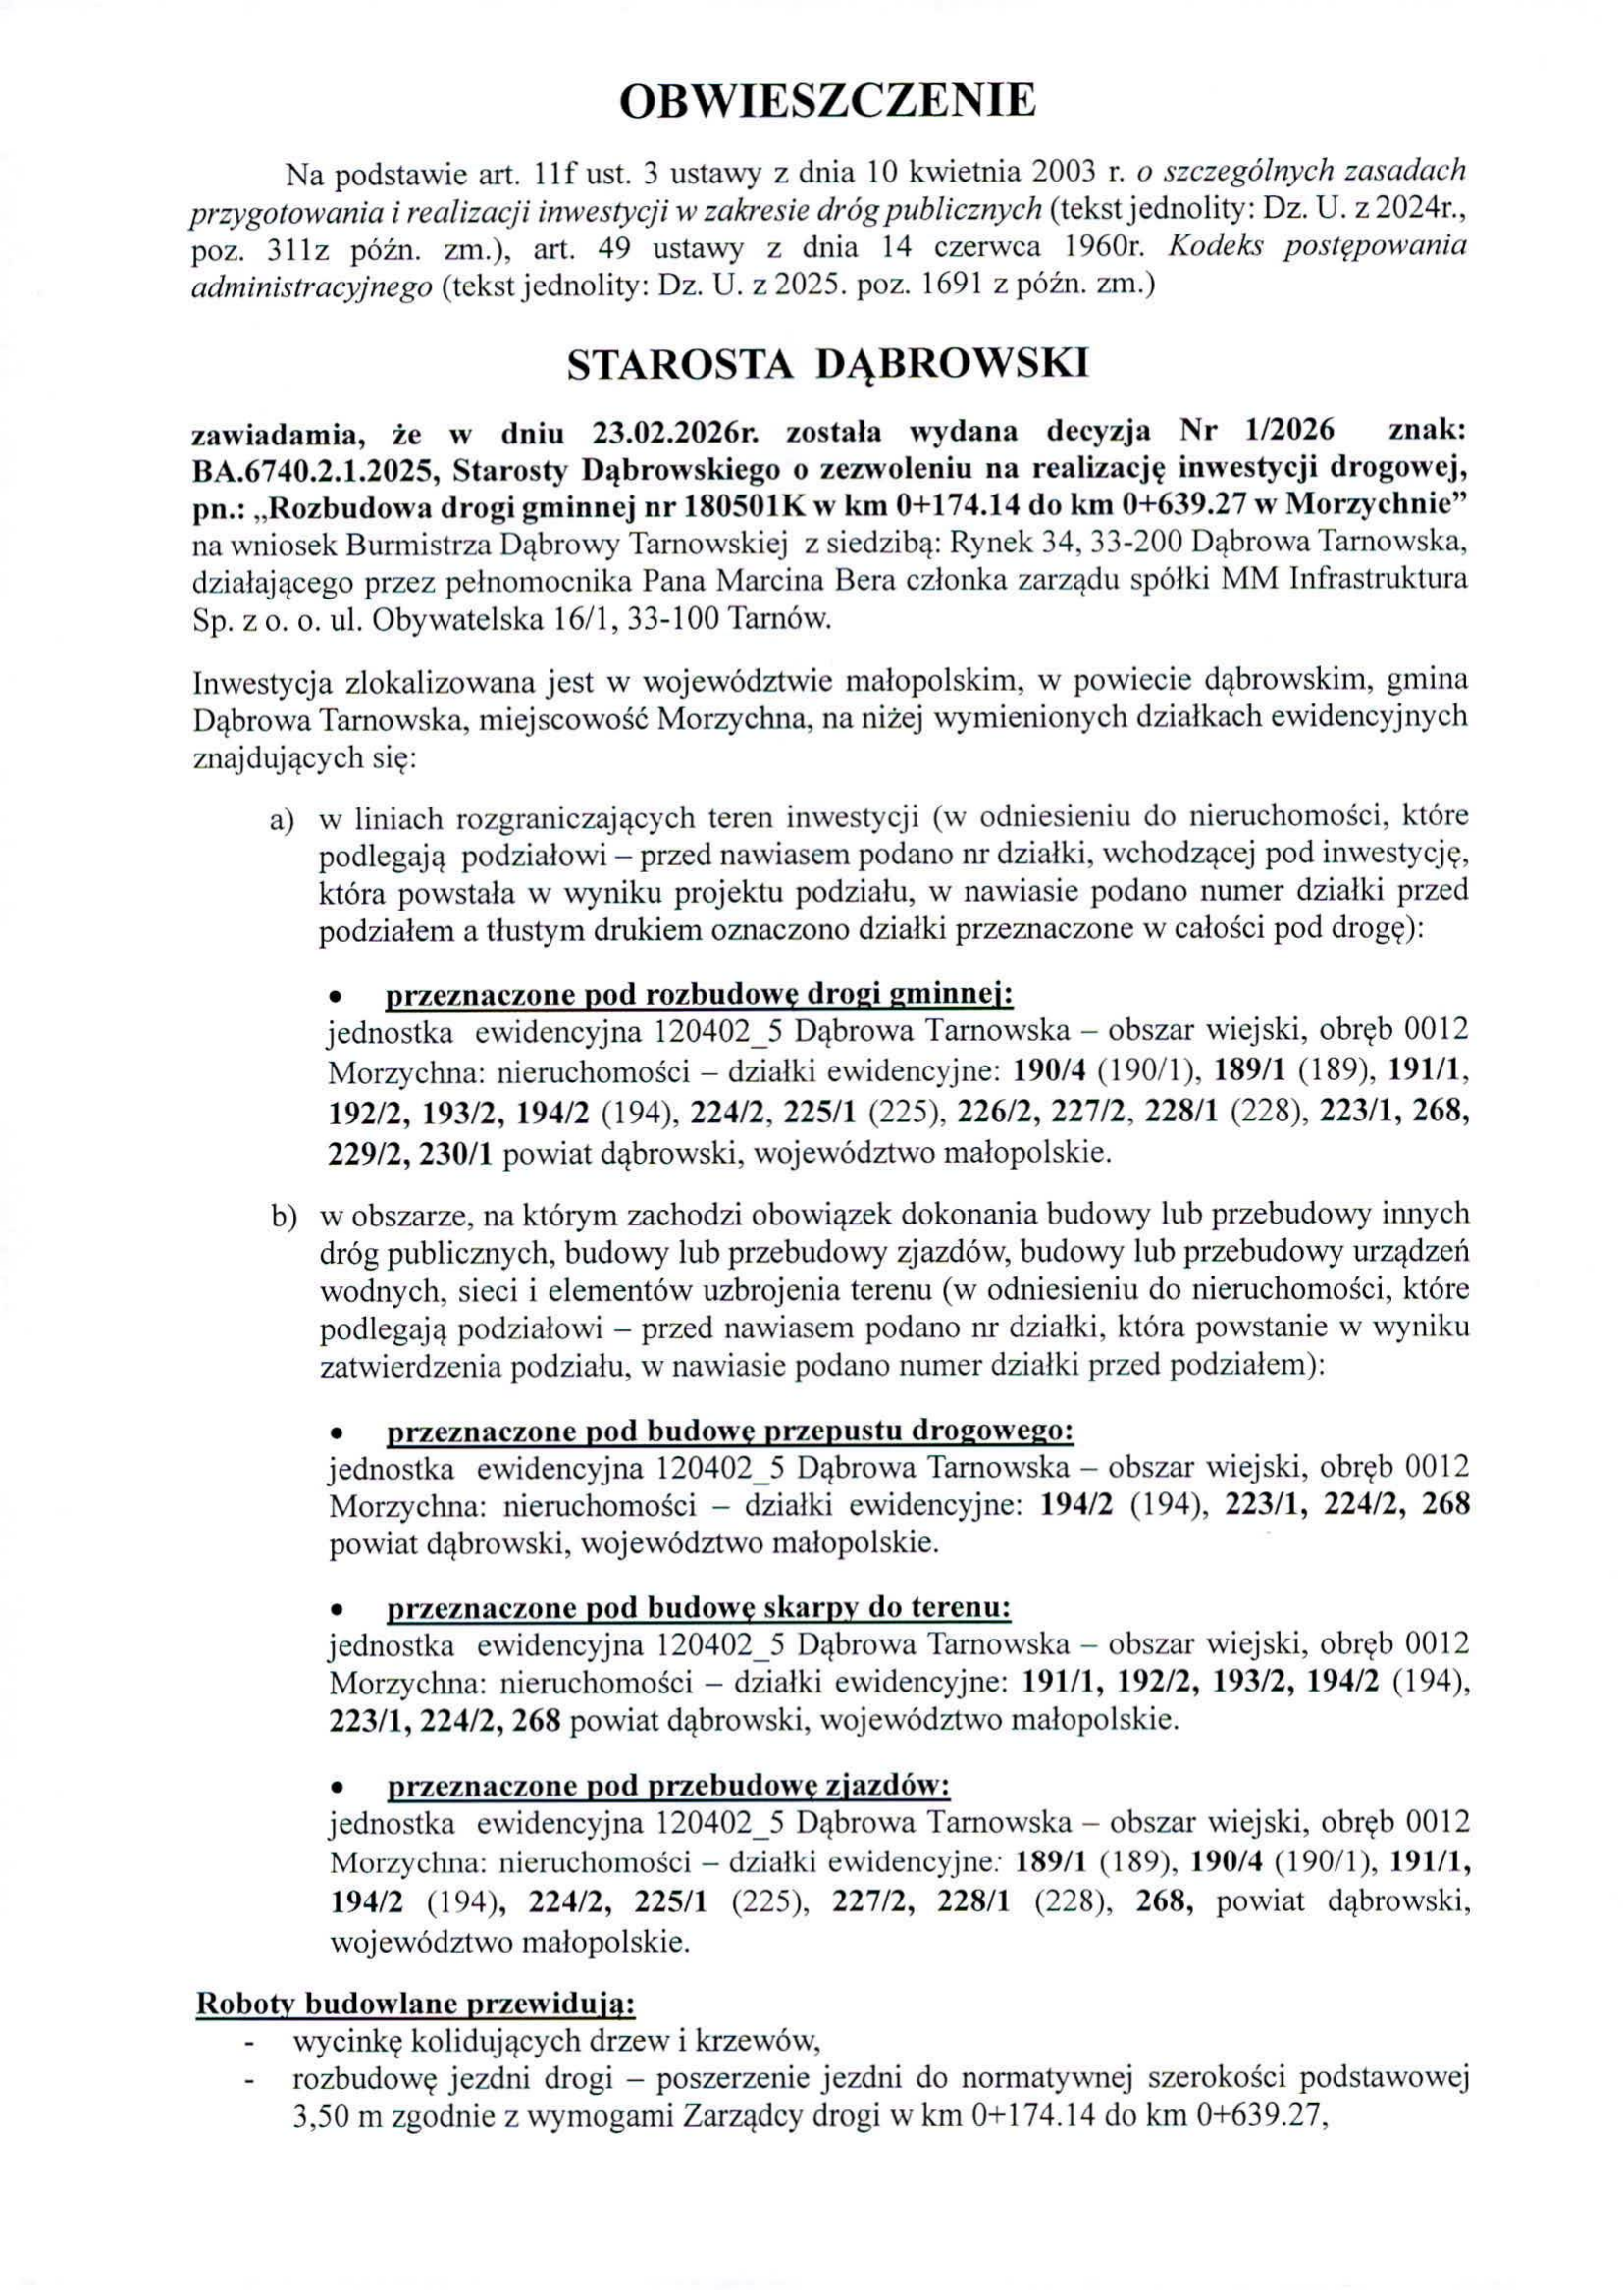 OBWIESZCZENIE
Na podstawie art. 11f ust. 3 ustawy z dnia 10 kwietnia 2003 r. o szczególnych zasadach
przygotowania i realizacji inwestycji w zakresie dróg publicznych (tekst jednolity: Dz. U. z 2024r.,
poz. 311z późn. zm.), art. 49 ustawy z dnia 14 czerwca 1960r. Kodeks postępowania
administracyjnego (tekst jednolity: Dz. U. z 2025. poz. 1691 z późn. zm.)
STAROSTA DĄBROWSKI
zawiadamia, że w dniu 23.02.2026r. została wydana decyzja Nr 1/2026 znak:
BA.6740.2.1.2025, Starosty Dąbrowskiego o zezwoleniu na realizację inwestycji drogowej,
pn.: „Rozbudowa drogi gminnej nr 180501K w km 0+174.14 do km 0+639.27 w Morzychnie”
na wniosek Burmistrza Dąbrowy Tarnowskiej z siedzibą: Rynek 34, 33-200 Dąbrowa Tarnowska,
działającego przez pełnomocnika Pana Marcina Bera członka zarządu spółki MM Infrastruktura
Sp. z o. o. ul. Obywatelska 16/1, 33-100 Tarnów.
Inwestycja zlokalizowana jest w województwie małopolskim, w powiecie dąbrowskim, gmina
Dąbrowa Tarnowska, miejscowość Morzychna, na niżej wymienionych działkach ewidencyjnych
znajdujących się:
a) w liniach rozgraniczających teren inwestycji (w odniesieniu do nieruchomości, które
podlegają podziałowi – przed nawiasem podano nr działki, wchodzącej pod inwestycję,
która powstała w wyniku projektu podziału, w nawiasie podano numer działki przed
podziałem a tłustym drukiem oznaczono działki przeznaczone w całości pod drogę):
• przeznaczone pod rozbudowę drogi gminnej:
jednostka ewidencyjna 120402_5 Dąbrowa Tarnowska – obszar wiejski, obręb 0012
Morzychna: nieruchomości – działki ewidencyjne: 190/4 (190/1), 189/1 (189), 191/1,
192/2, 193/2, 194/2 (194), 224/2, 225/1 (225), 226/2, 227/2, 228/1 (228), 223/1, 268,
229/2, 230/1 powiat dąbrowski, województwo małopolskie.
b) w obszarze, na którym zachodzi obowiązek dokonania budowy lub przebudowy innych
dróg publicznych, budowy lub przebudowy zjazdów, budowy lub przebudowy urządzeń
wodnych, sieci i elementów uzbrojenia terenu (w odniesieniu do nieruchomości, które
podlegają podziałowi – przed nawiasem podano nr działki, która powstanie w wyniku
zatwierdzenia podziału, w nawiasie podano numer działki przed podziałem):
• przeznaczone pod budowę przepustu drogowego:
jednostka ewidencyjna 120402_5 Dąbrowa Tarnowska – obszar wiejski, obręb 0012
Morzychna: nieruchomości – działki ewidencyjne: 194/2 (194), 223/1, 224/2, 268
powiat dąbrowski, województwo małopolskie.
• przeznaczone pod budowę skarpy do terenu:
jednostka ewidencyjna 120402_5 Dąbrowa Tarnowska – obszar wiejski, obręb 0012
Morzychna: nieruchomości – działki ewidencyjne: 191/1, 192/2, 193/2, 194/2 (194),
223/1, 224/2, 268 powiat dąbrowski, województwo małopolskie.
• przeznaczone pod przebudowę zjazdów:
jednostka ewidencyjna 120402_5 Dąbrowa Tarnowska – obszar wiejski, obręb 0012
Morzychna: nieruchomości – działki ewidencyjne: 189/1 (189), 190/4 (190/1), 191/1,
194/2 (194), 224/2, 225/1 (225), 227/2, 228/1 (228), 268, powiat dąbrowski,
województwo małopolskie.
Roboty budowlane przewidują:
- wycinkę kolidujących drzew i krzewów,
- rozbudowę jezdni drogi – poszerzenie jezdni do normatywnej szerokości podstawowej
3,50 m zgodnie z wymogami Zarządcy drogi w km 0+174.14 do km 0+639.27,